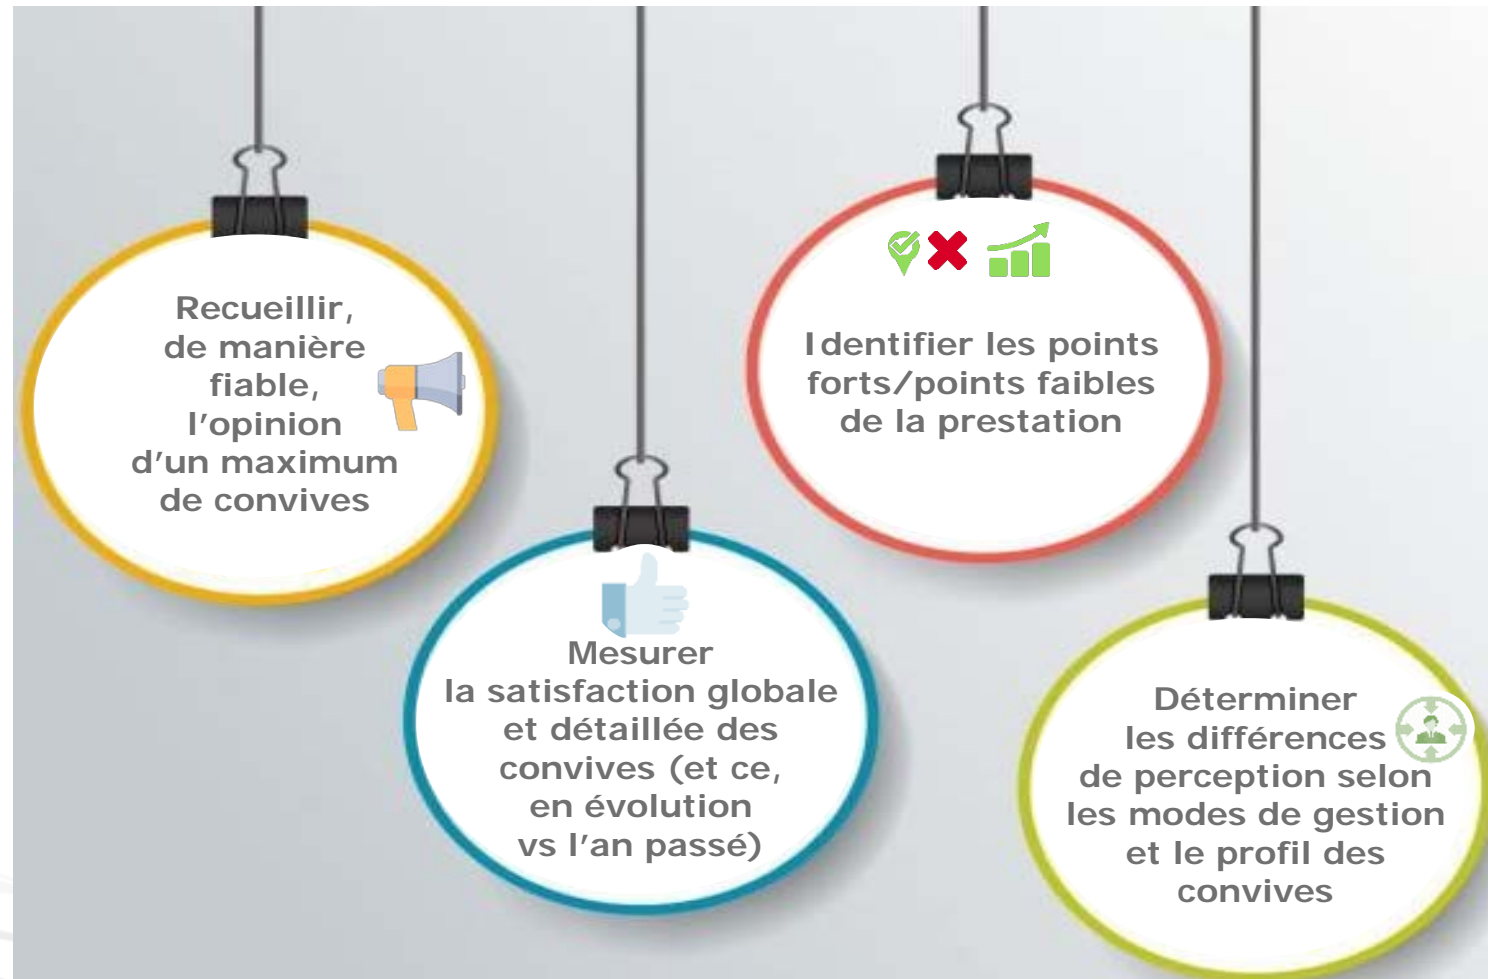 Recueillir,
de manière
fiable,
l’opinion
d’un maximum
de convives
Mesurer
la satisfaction globale
et détaillée des
convives (et ce,
en évolution
vs l’an passé)
Identifier les points
forts/points faibles
de la prestation
Déterminer
les différences
de perception selon
les modes de gestion
et le profil des
convives